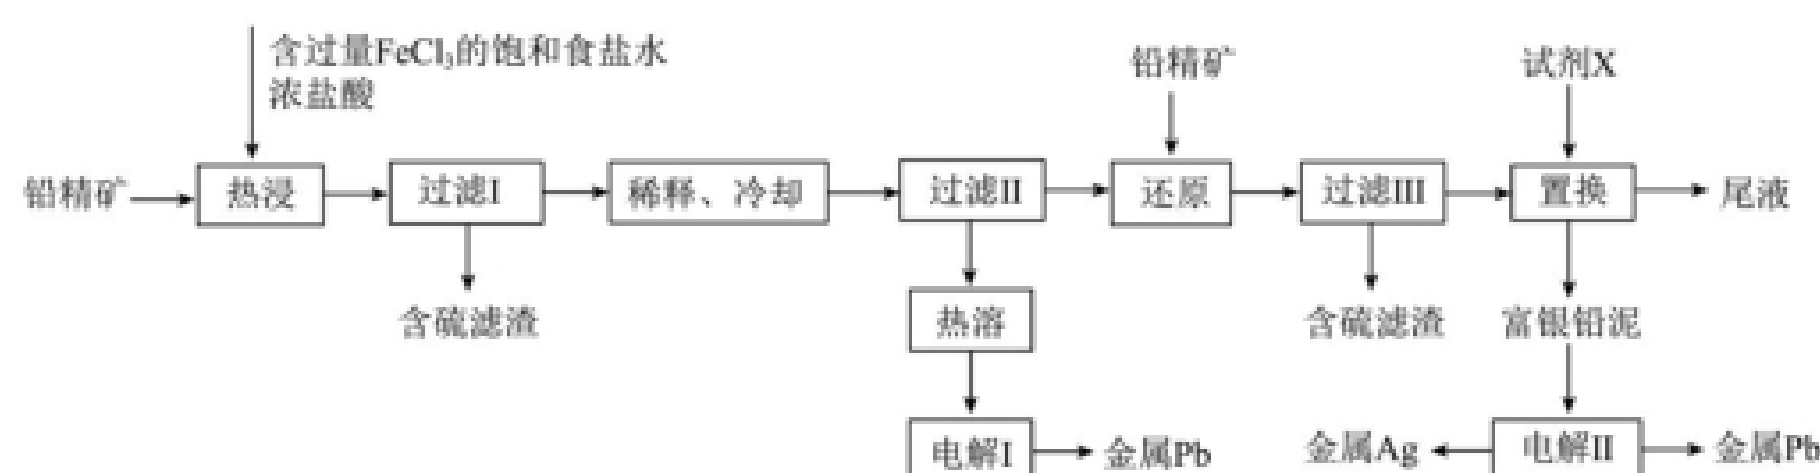 含过量FeCl₃的饱和食盐水
浓盐酸
铅精矿
试剂X
铅精矿
热浸
过滤I
稀释、冷却
过滤II
还原
过滤III
置换
尾液
含硫滤渣
热溶
含硫滤渣
富银铅泥
电解I
金属Pb
金属Ag
电解II
金属Pb